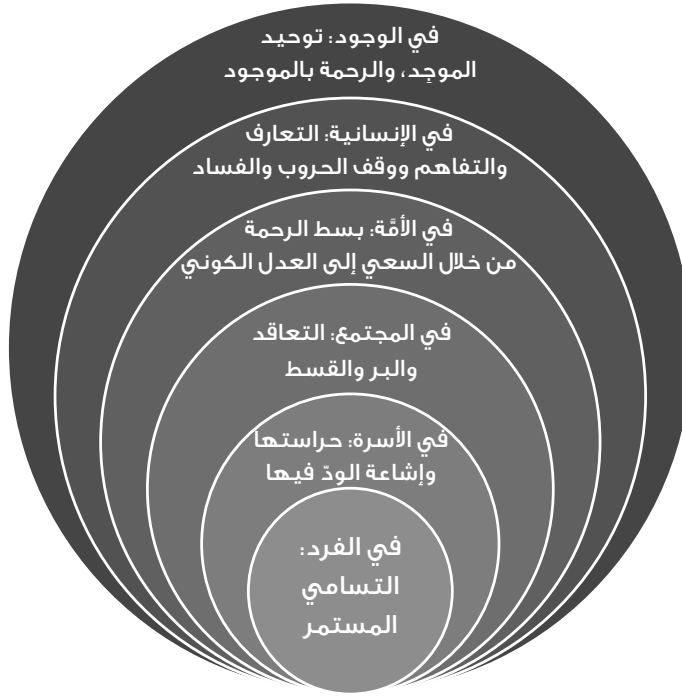 في الوجود: توحيد
الموجِد، والرحمة بالموجود
في الإنسانية: التعارف
والتفاهم ووقف الحروب والفساد
في الأمَّة: بسط الرحمة
من خلال السعي إلى العدل الكوني
في المجتمع: التعاقد
والبر والقسط
في الأسرة: حراستها
وإشاعة الودّ فيها
في الفرد:
التسامي
المستمر